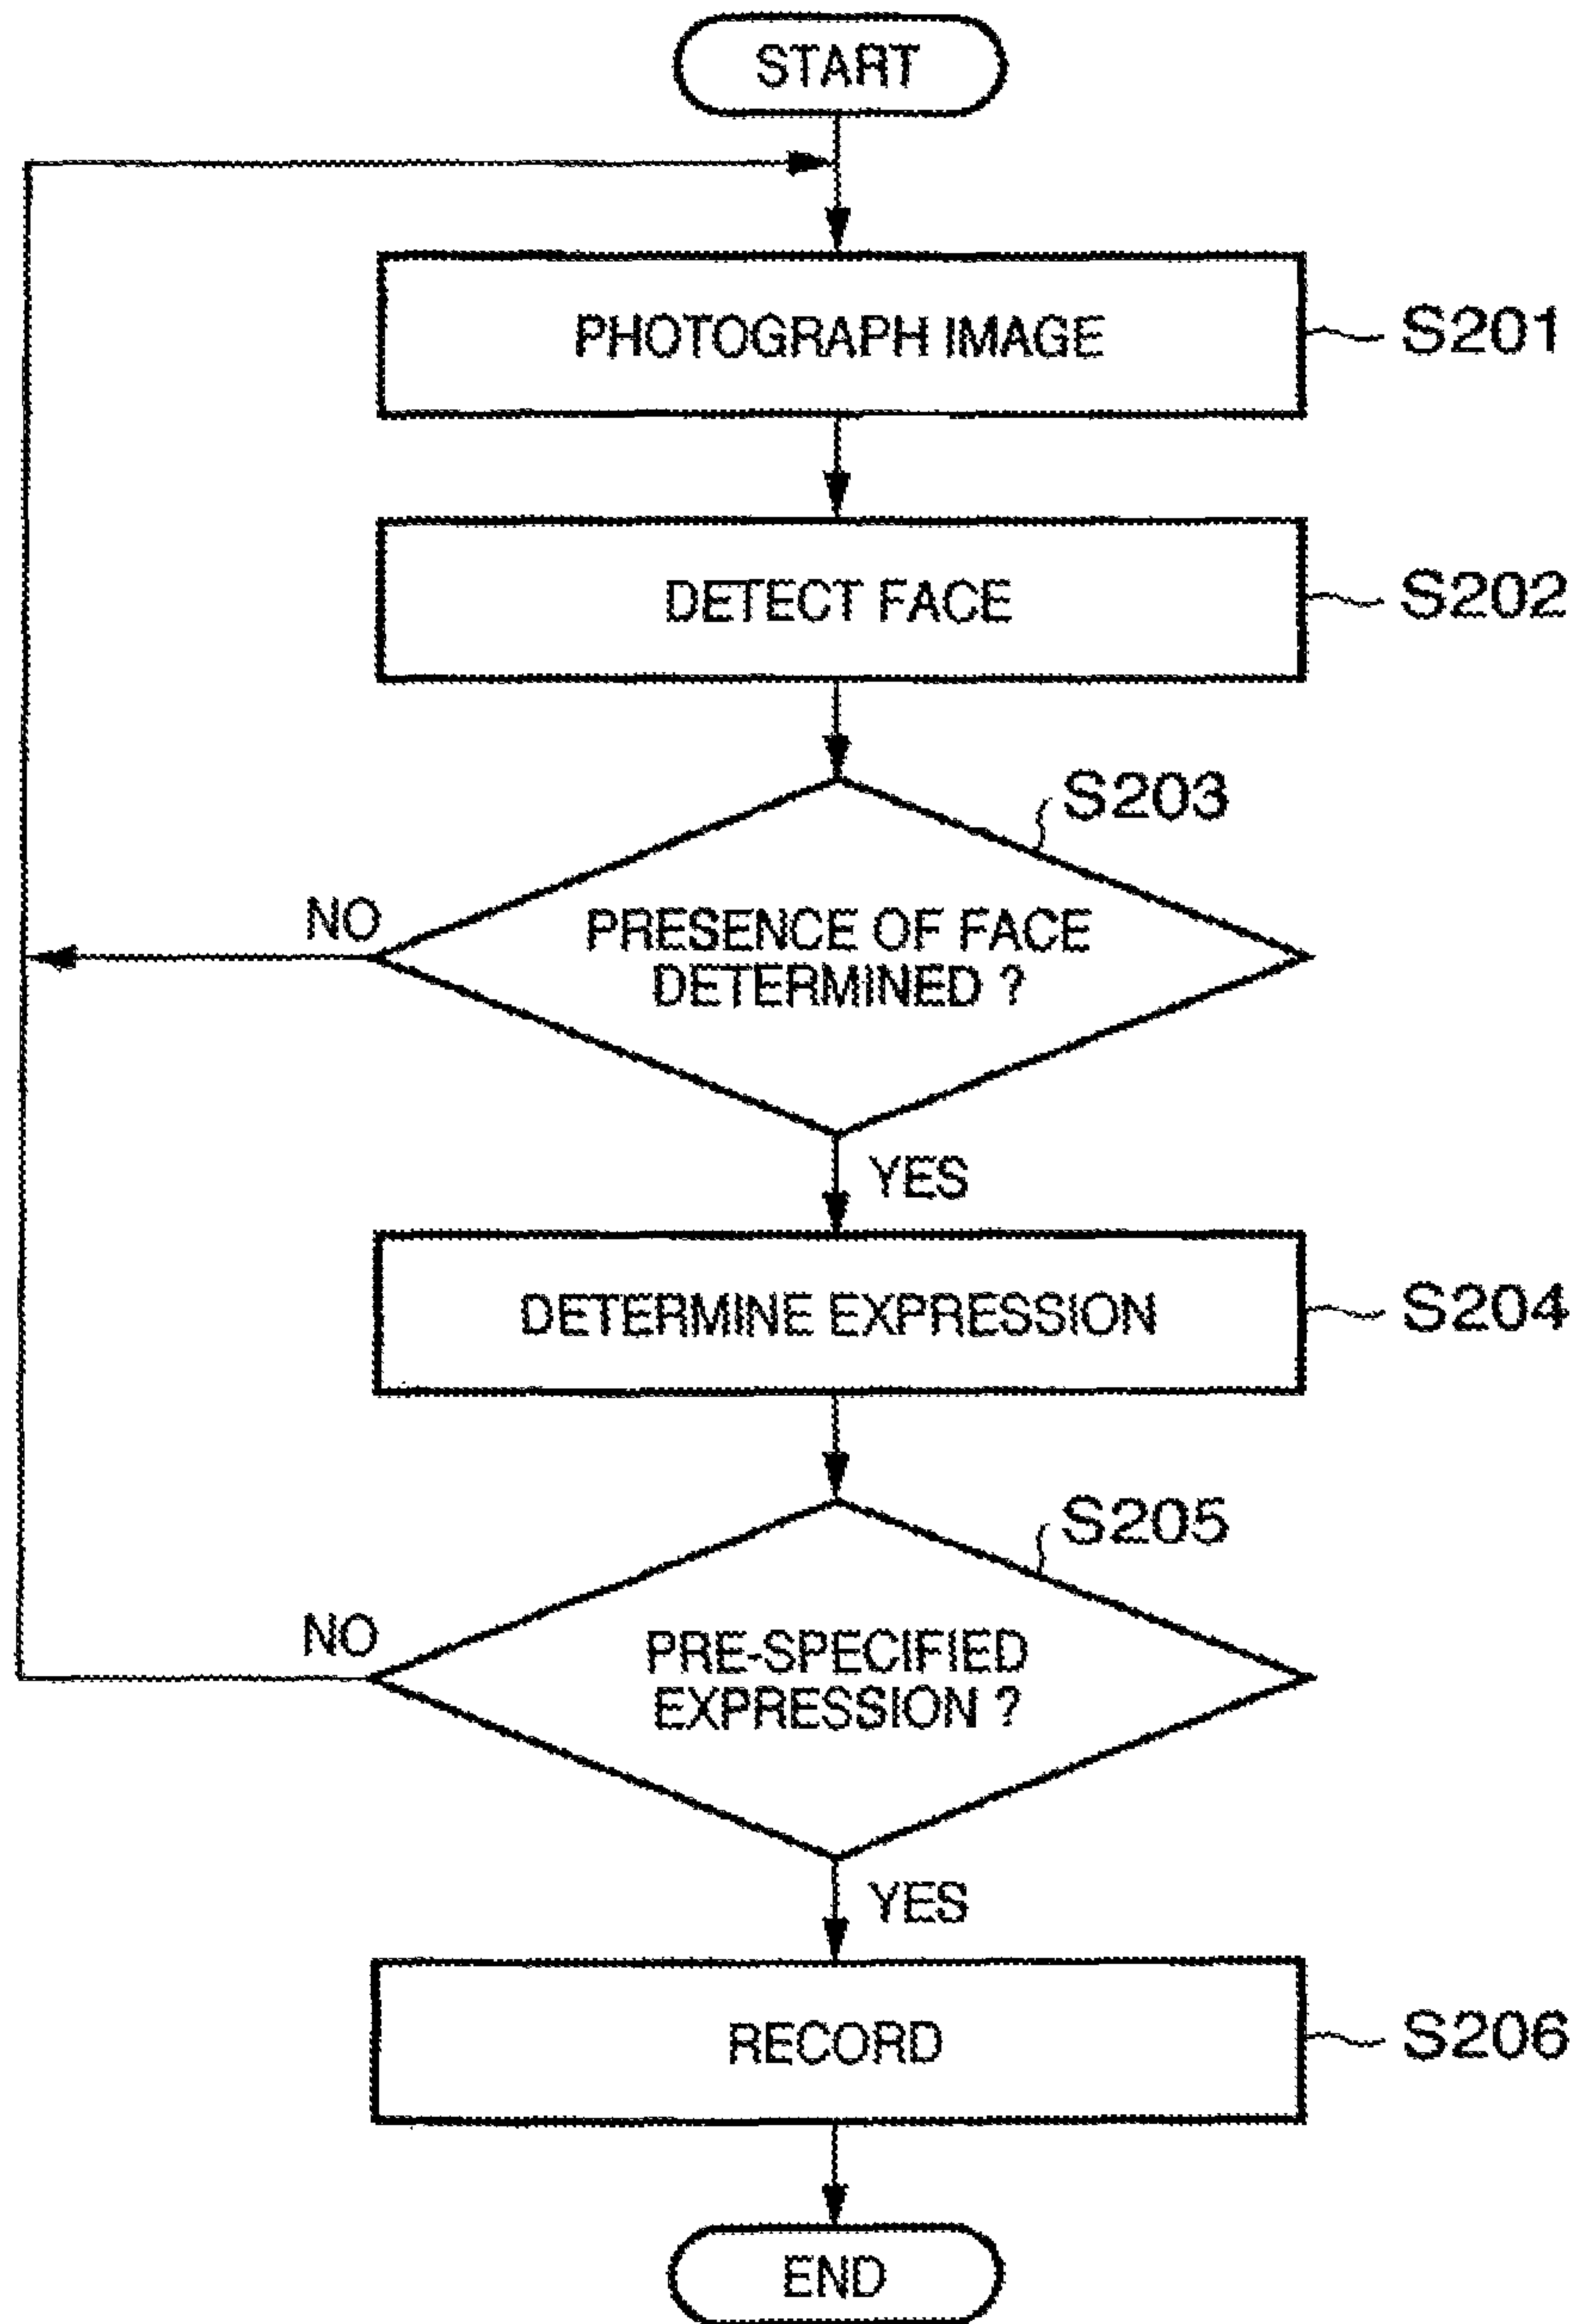 START
PHOTOGRAPH IMAGE
S201
DETECT FACE
S202
S203
NO
PRESENCE OF FACE
DETERMINED ?
YES
DETERMINE EXPRESSION
S204
S205
NO
PRE-SPECIFIED
EXPRESSION ?
YES
RECORD
S206
END